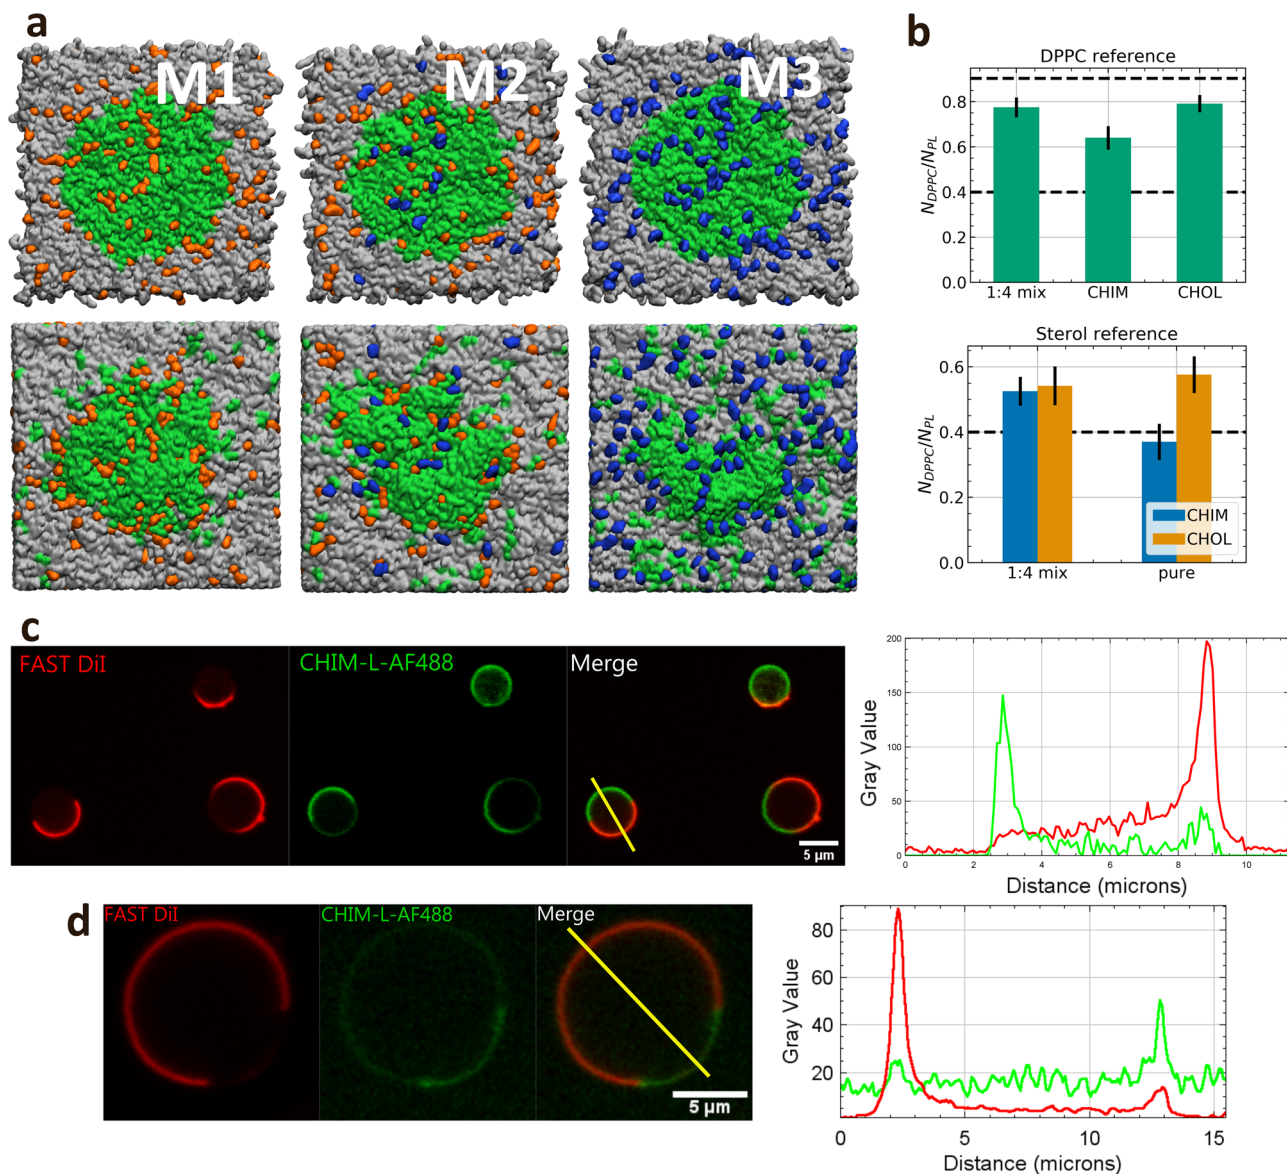 a
M1
M2
M3
b
DPPC reference
N_DPPC/N_PL
0.8
0.6
0.4
0.2
0.0
1:4 mix
CHIM
CHOL
Sterol reference
N_DPPC/N_PL
0.6
0.4
0.2
0.0
CHIM
CHOL
1:4 mix
pure
c
FAST DiI
CHIM-L-AF488
Merge
5 µm
Gray Value
200
150
100
50
0
0 2 4 6 8 10
Distance (microns)
d
FAST DiI
CHIM-L-AF488
Merge
5 µm
Gray Value
80
60
40
20
0 5 10 15
Distance (microns)